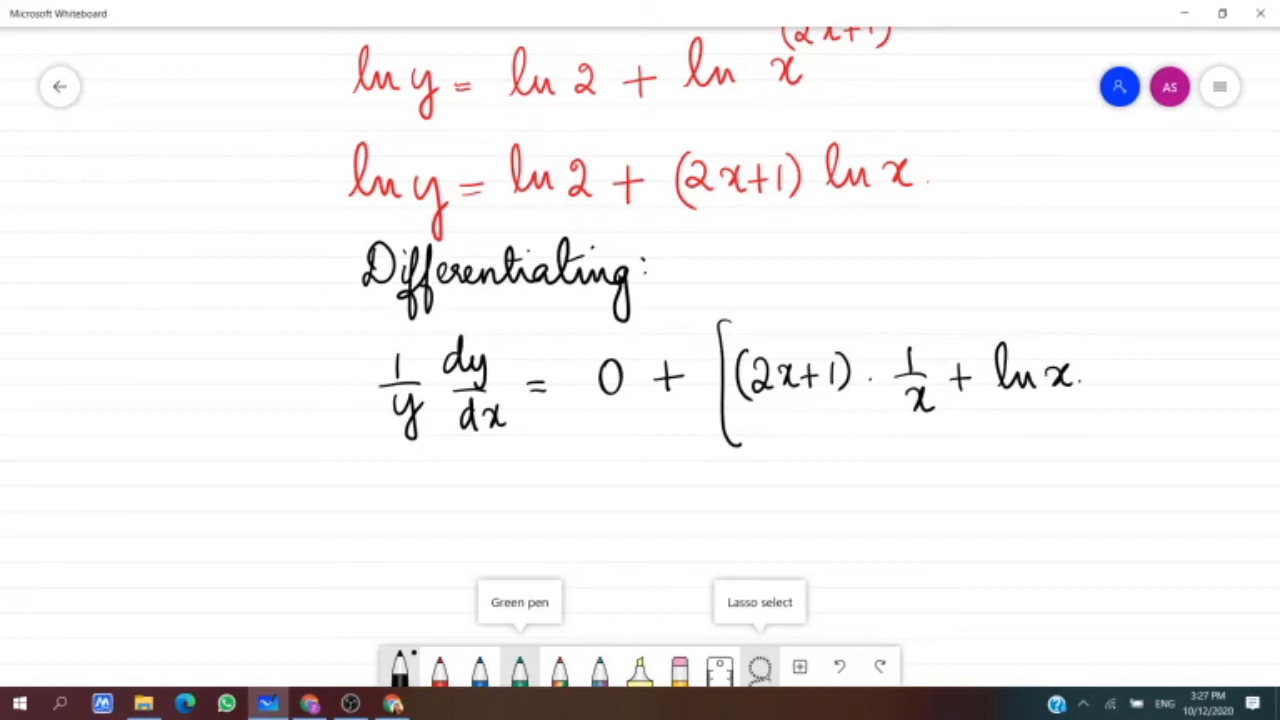 Microsoft Whiteboard
AS
ln y = ln 2 + ln x^(2x+1)
ln y = ln 2 + (2x+1) ln x.
Differentiating:
1/y dy/dx = 0 + [(2x+1) · 1/x + ln x.
Green pen
Lasso select
ENG
3:27 PM
10/12/2020